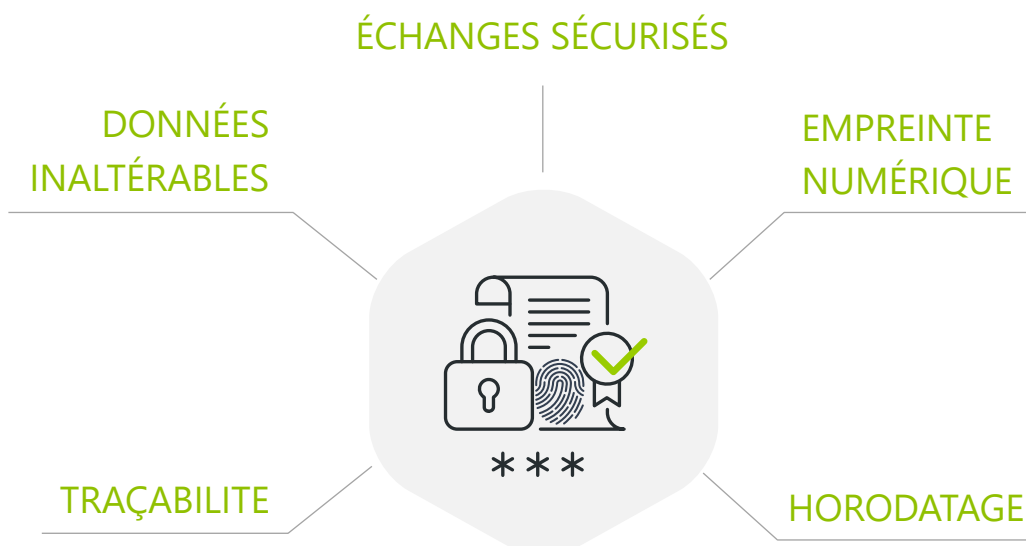 ÉCHANGES SÉCURISÉS
DONNÉES
INALTÉRABLES
EMPREINTE
NUMÉRIQUE
***
TRAÇABILITE
HORODATAGE